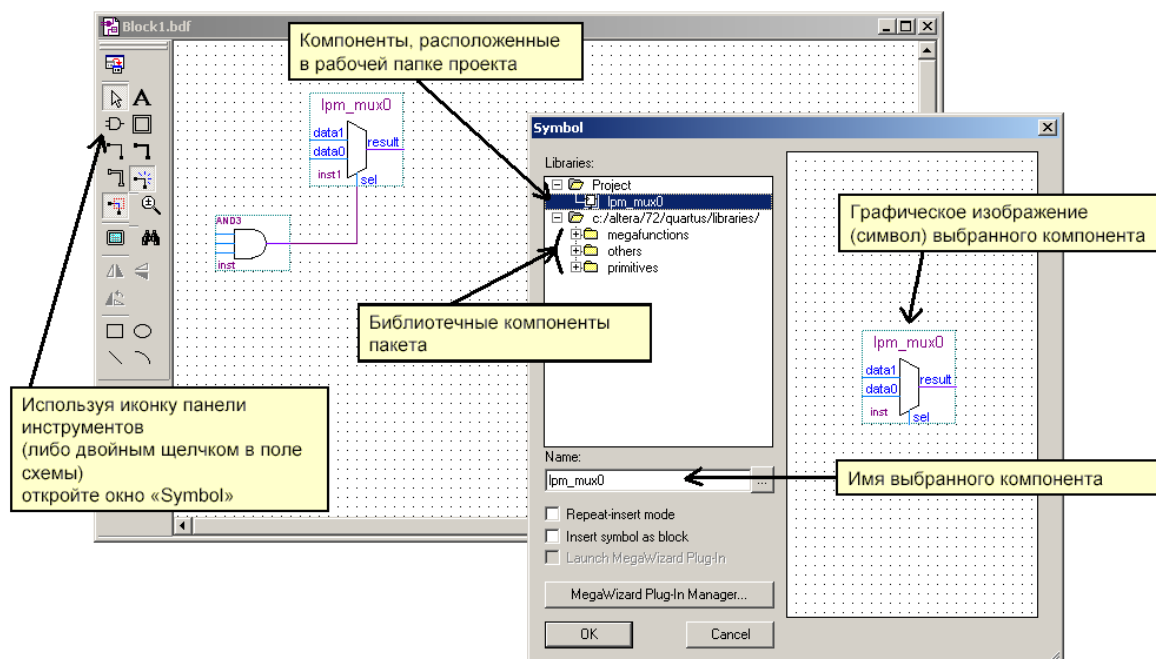 Block1.bdf
Компоненты, расположенные
в рабочей папке проекта
A
lpm_mux0
data1
data0
result
inst1
sel
AND3
inst
Используя иконку панели
инструментов
(либо двойным щелчком в поле
схемы)
откройте окно «Symbol»
Библиотечные компоненты
пакета
Symbol
Libraries:
Project
lpm_mux0
c:/altera/72/quartus/libraries/
megafunctions
others
primitives
Name:
lpm_mux0
...
Repeat-insert mode
Insert symbol as block
Launch MegaWizard Plug-In
MegaWizard Plug-In Manager...
OK
Cancel
Графическое изображение
(символ) выбранного компонента
lpm_mux0
data1
data0
result
inst
sel
Имя выбранного компонента